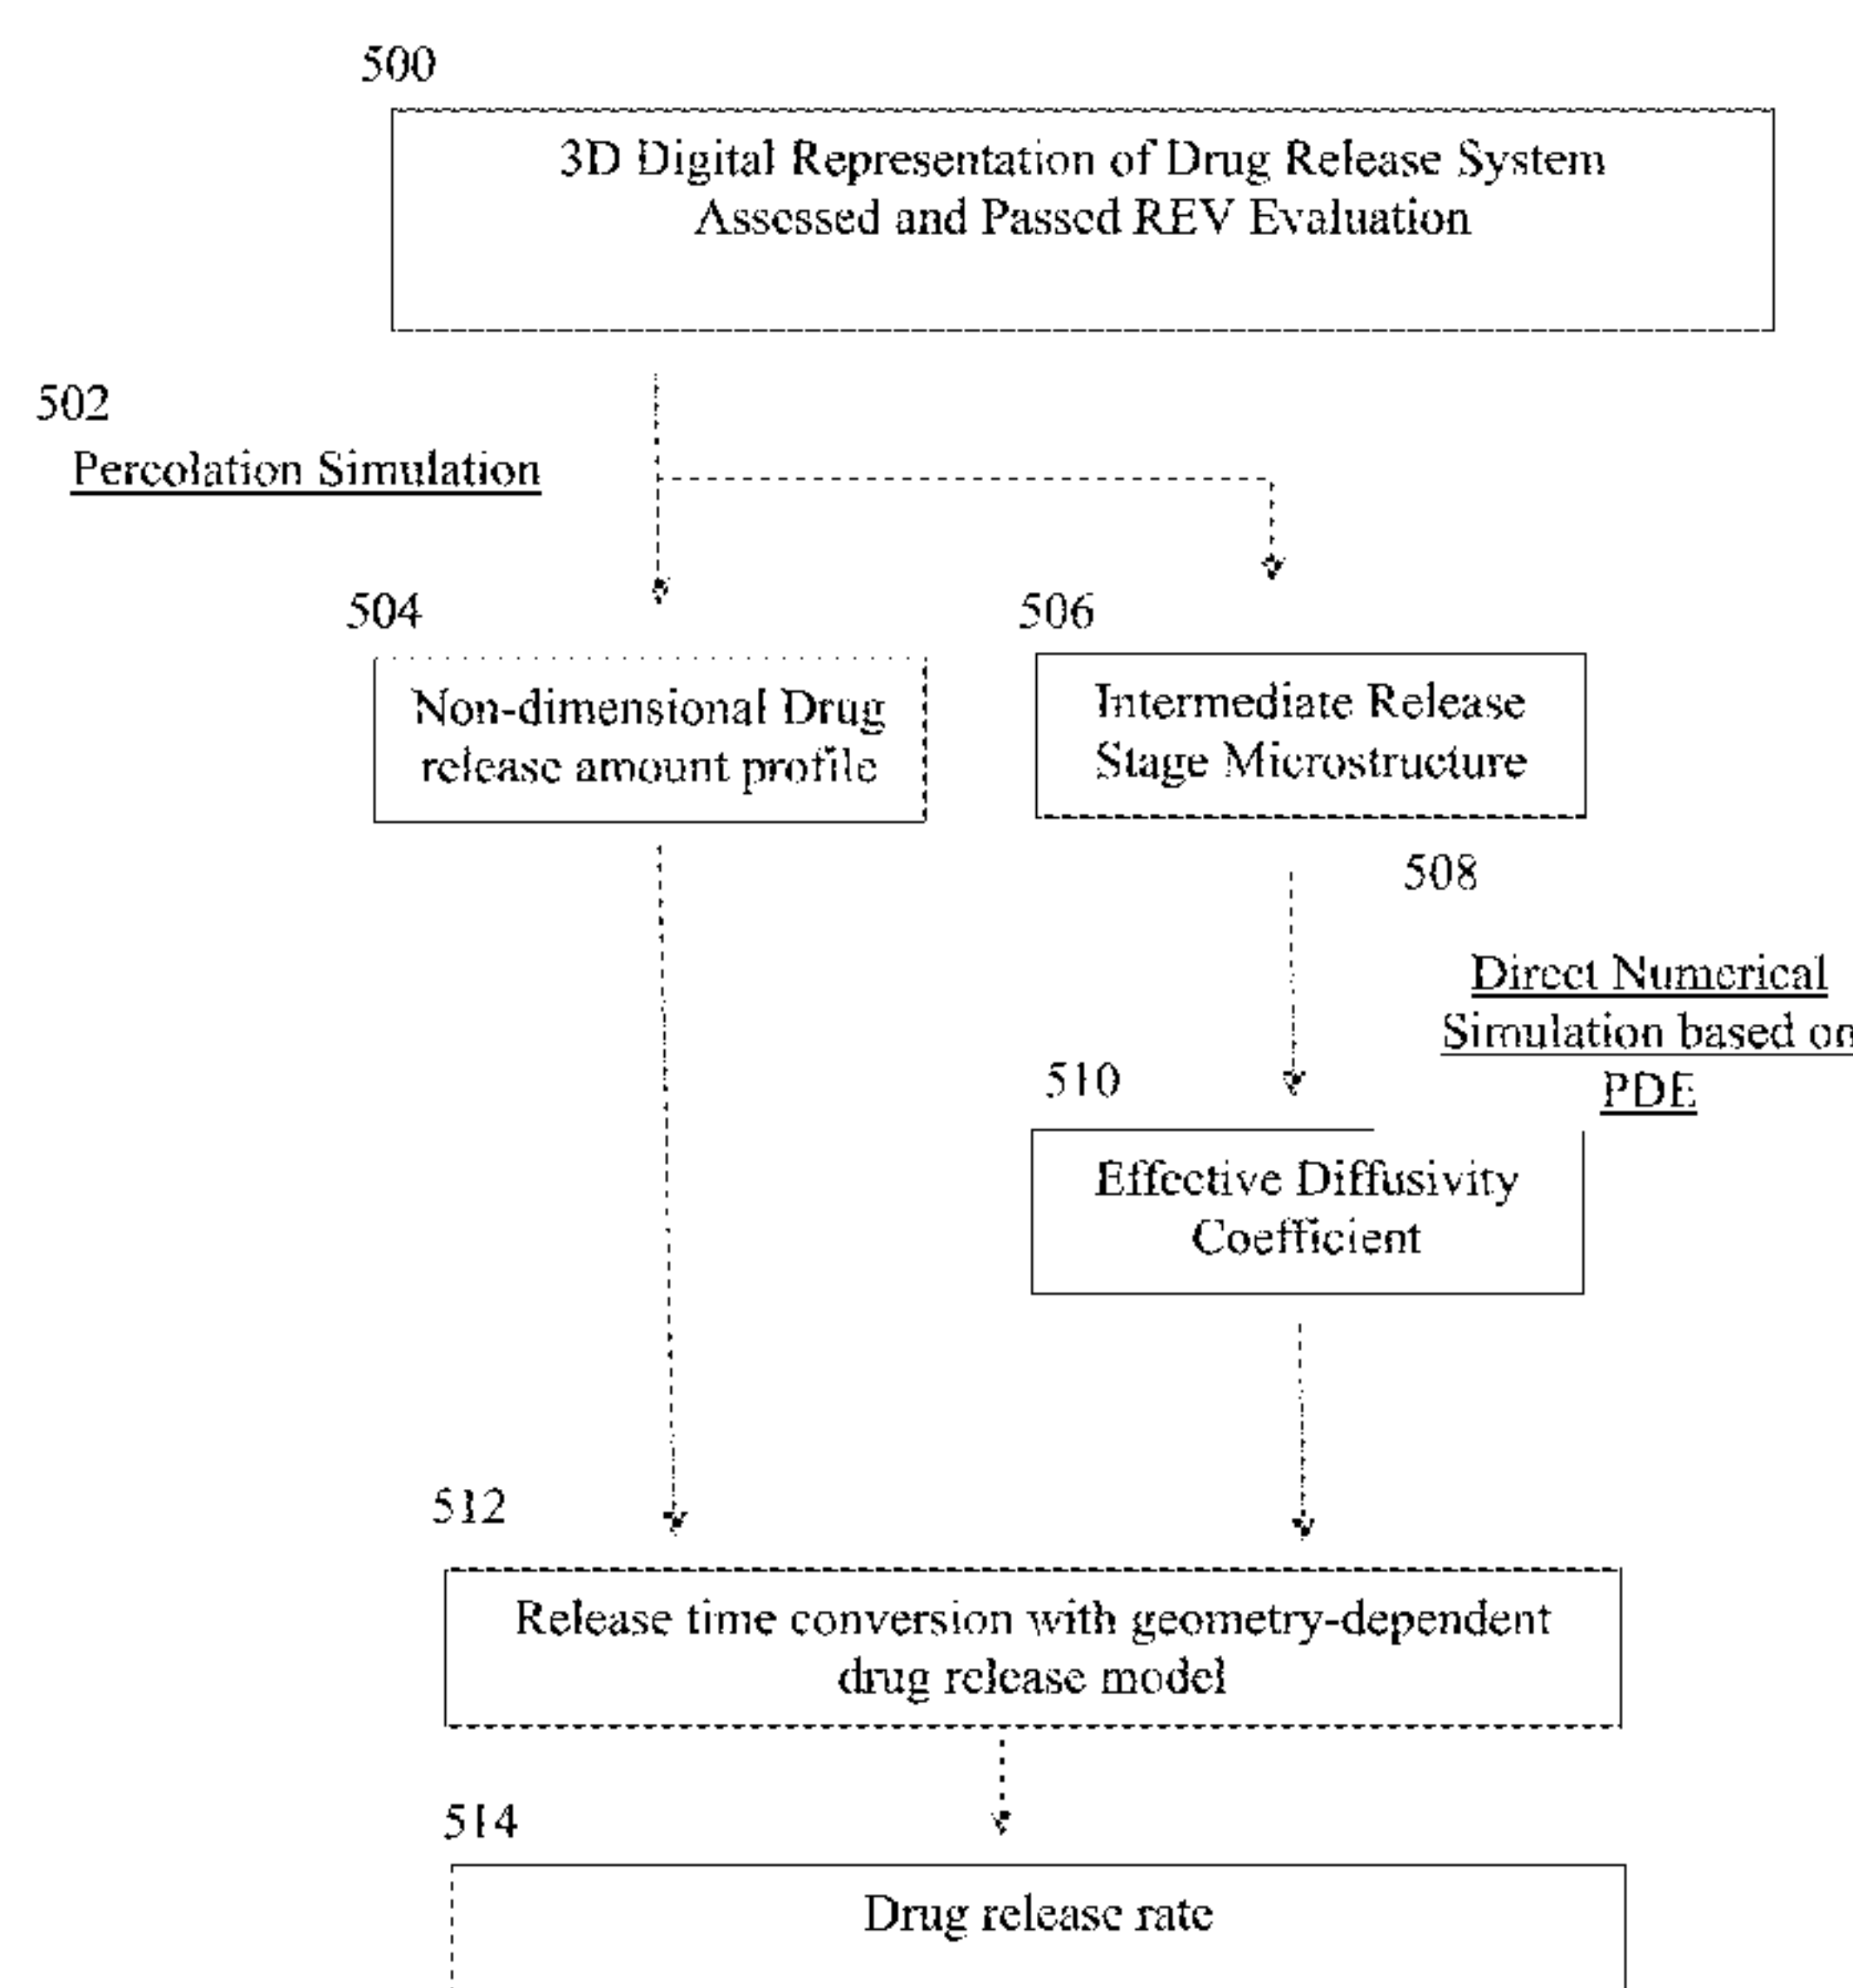 500
3D Digital Representation of Drug Release System
Assessed and Passed REV Evaluation
502
Percolation Simulation
504
Non-dimensional Drug
release amount profile
506
Intermediate Release
Stage Microstructure
508
Direct Numerical
Simulation based on
PDE
510
Effective Diffusivity
Coefficient
512
Release time conversion with geometry-dependent
drug release model
514
Drug release rate